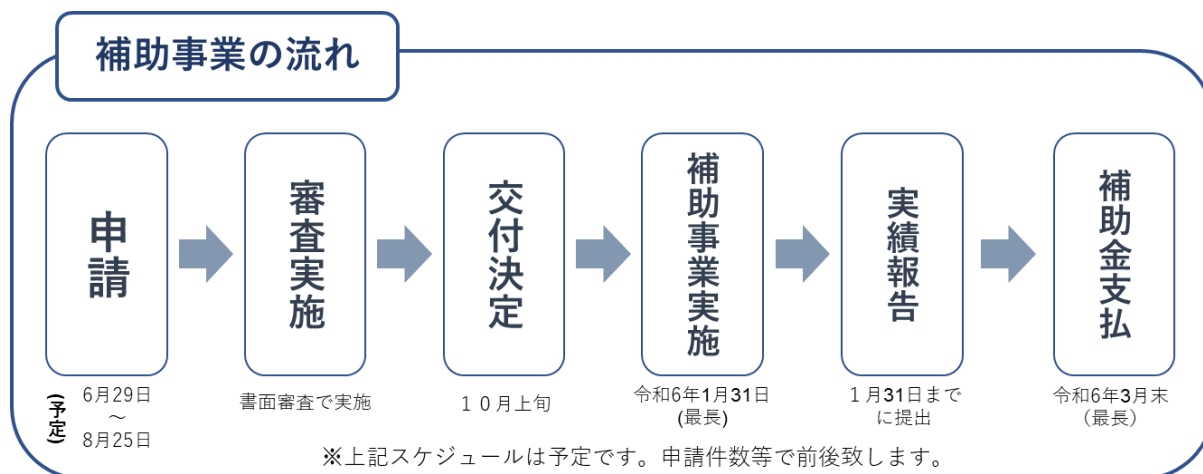 補助事業の流れ
申請
審査実施
交付決定
補助事業実施
実績報告
補助金支払
(予定)
6月29日
～
8月25日
書面審査で実施
１０月上旬
令和6年1月31日
(最長)
１月31日まで
に提出
令和6年3月末
（最長）
※上記スケジュールは予定です。申請件数等で前後致します。